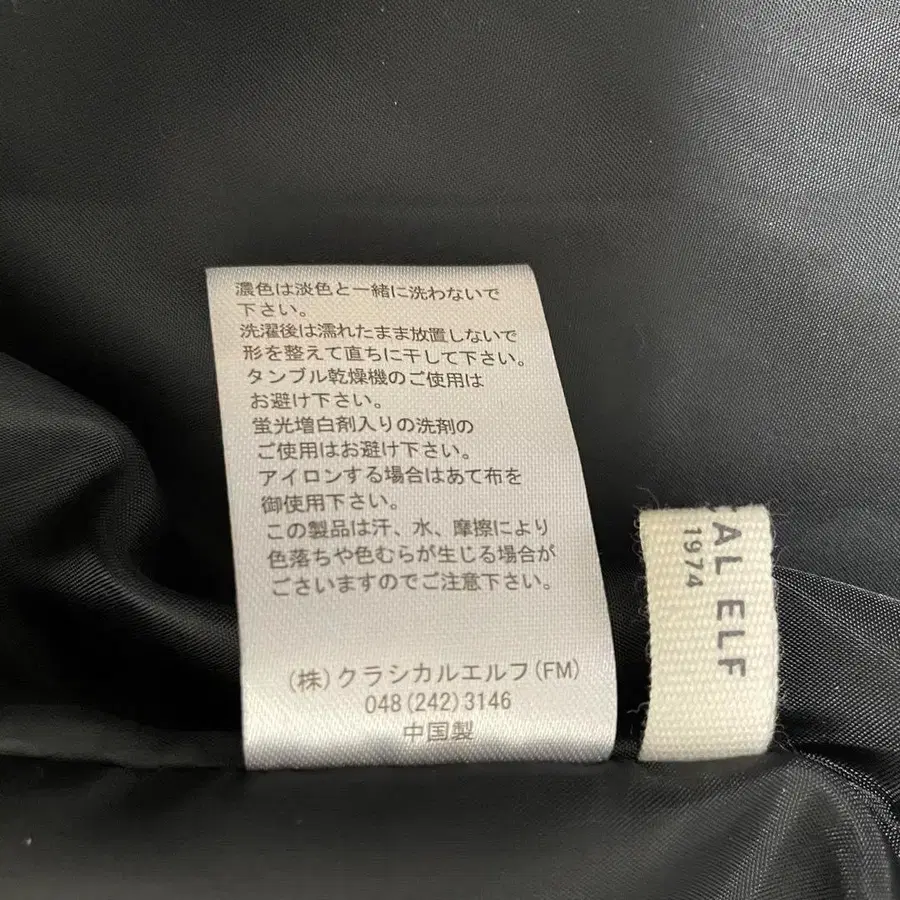 濃色は淡色と一緒に洗わないで
下さい。
洗濯後は濡れたまま放置しないで
形を整えて直ちに干して下さい。
タンブル乾燥機のご使用は
お避け下さい。
蛍光増白剤入りの洗剤の
ご使用はお避け下さい。
アイロンする場合はあて布を
御使用下さい。
この製品は汗、水、摩擦により
色落ちや色むらが生じる場合が
ございますのでご注意下さい。
(株)クラシカルエルフ(FM)
048(242)3146
中国製
CAL ELF
1974